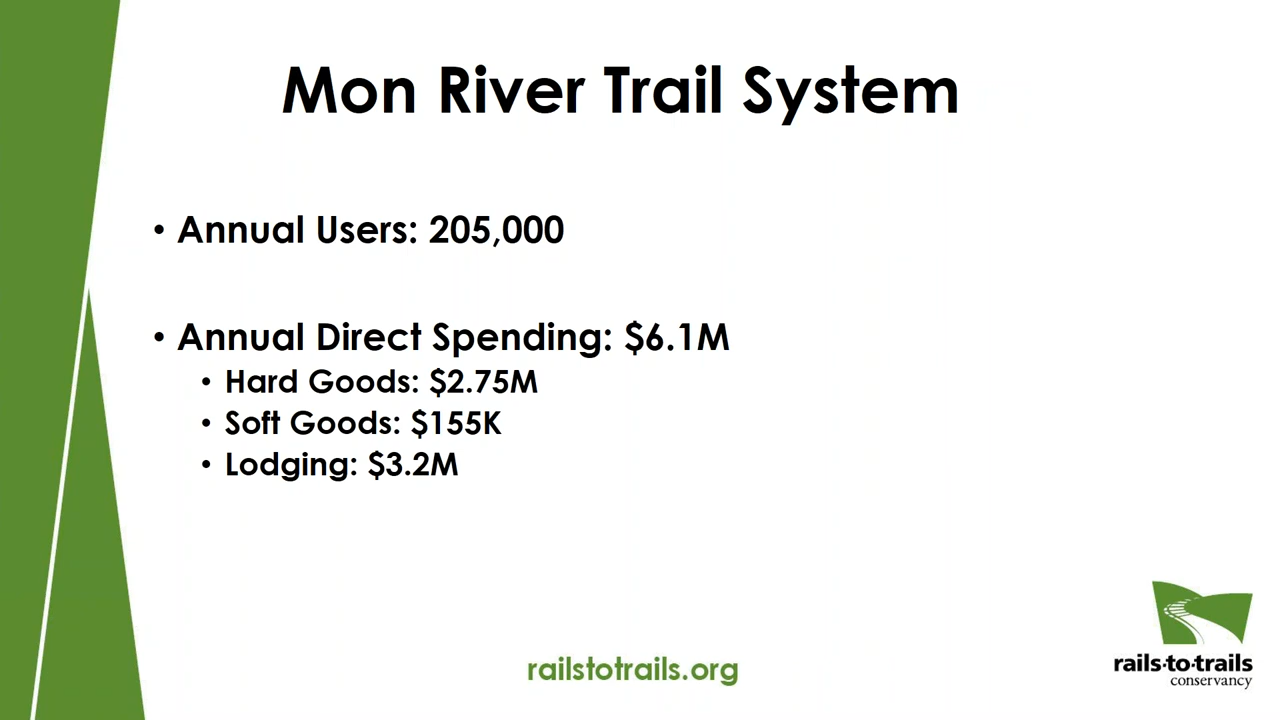 Mon River Trail System
• Annual Users: 205,000
• Annual Direct Spending: $6.1M
• Hard Goods: $2.75M
• Soft Goods: $155K
• Lodging: $3.2M
railstotrails.org
rails·to·trails
conservancy